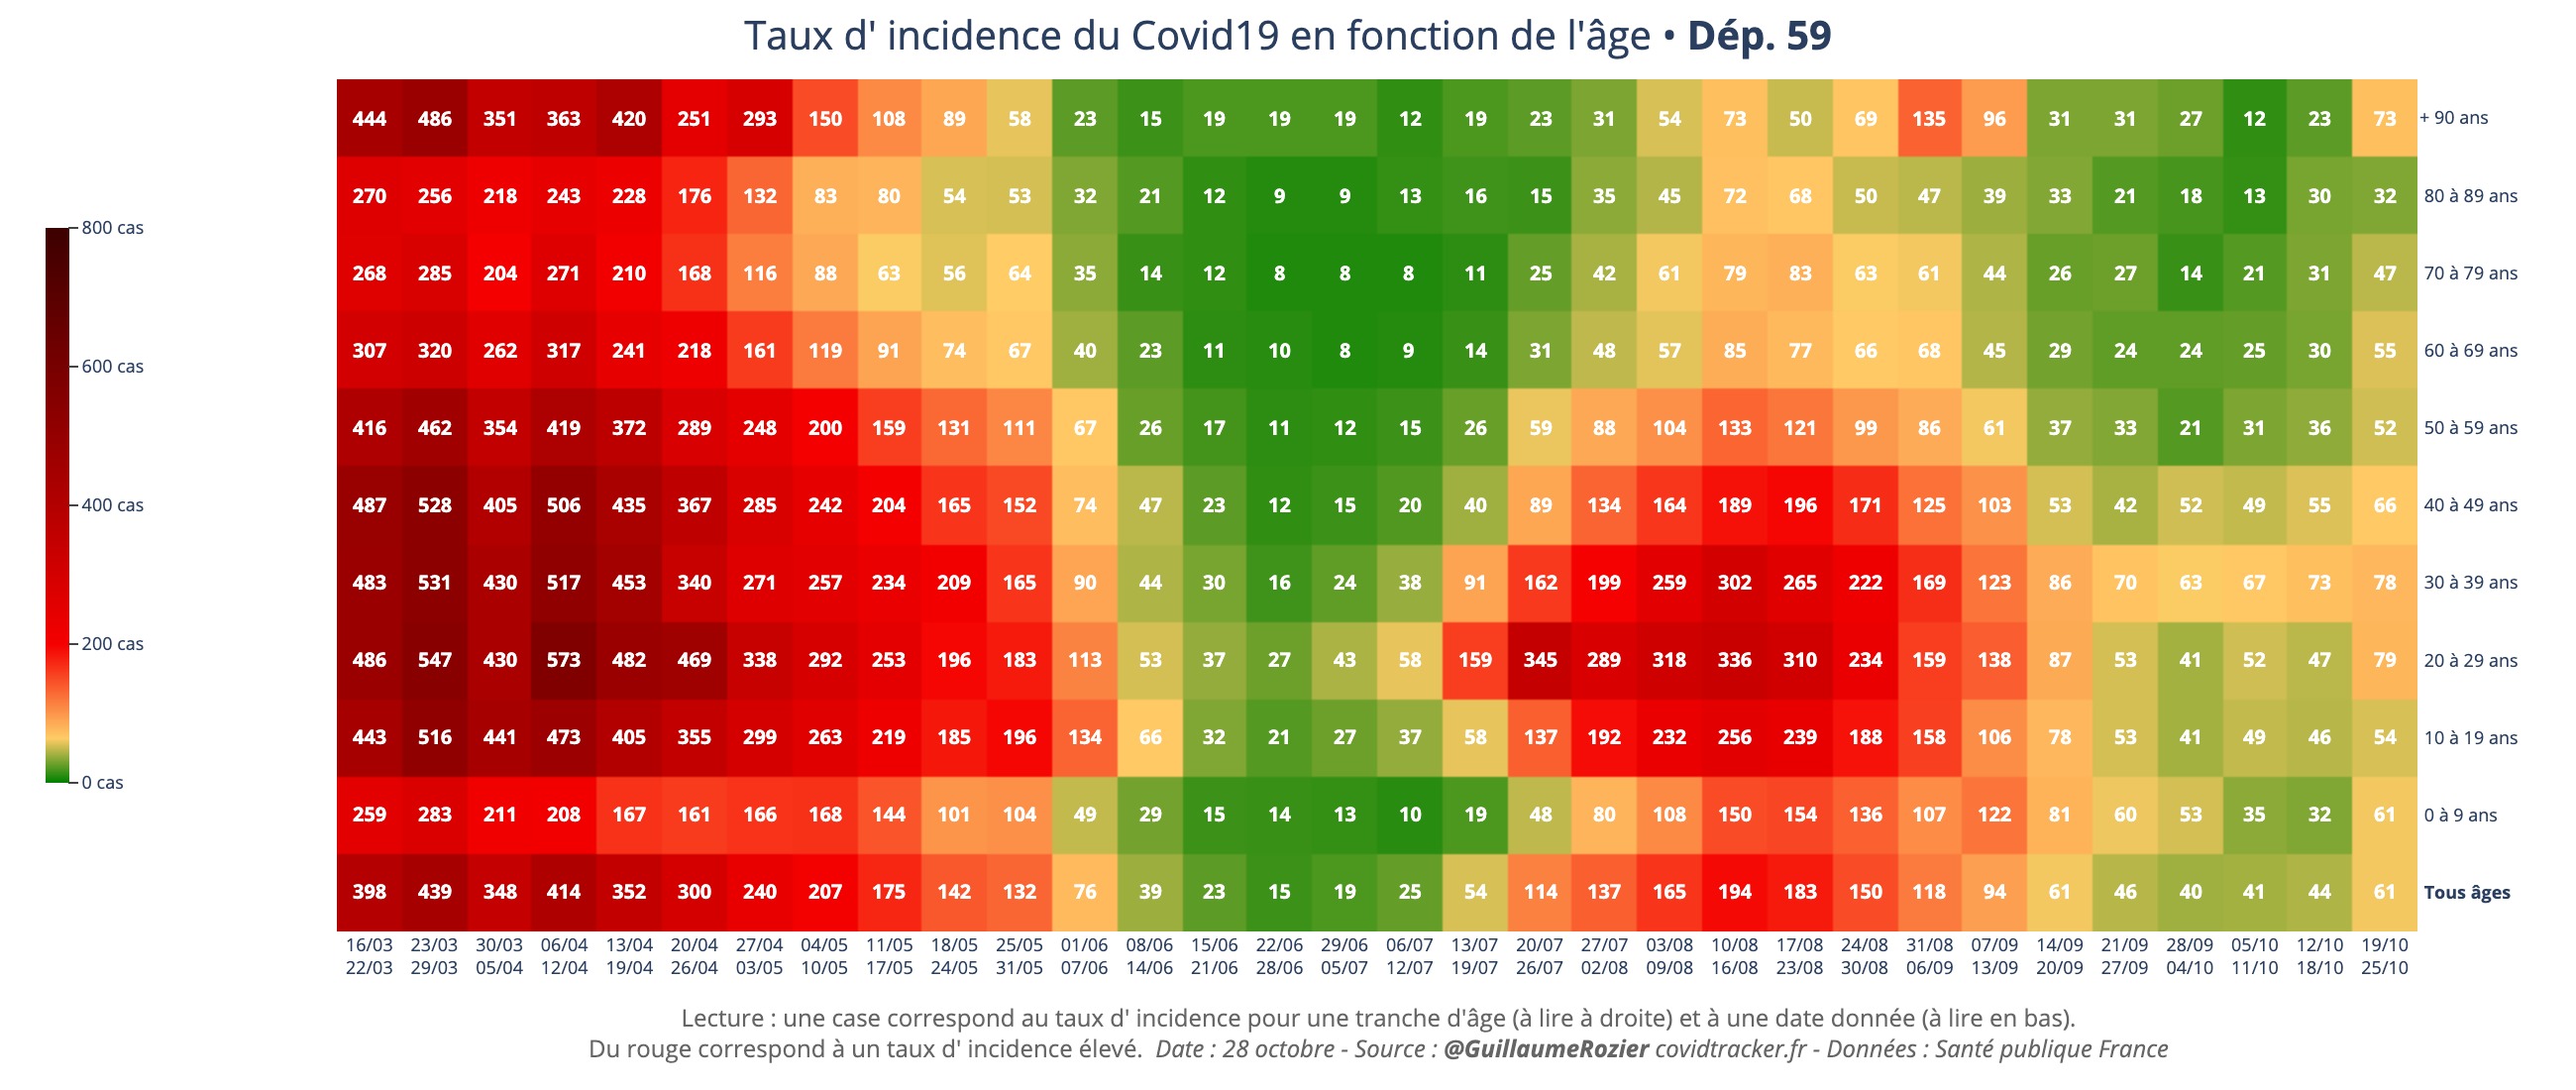 Taux d' incidence du Covid19 en fonction de l'âge • Dép. 59
444 486 351 363 420 251 293 150 108 89 58 23 15 19 19 19 12 19 23 31 54 73 50 69 135 96 31 31 27 12 23 73 + 90 ans
270 256 218 243 228 176 132 83 80 54 53 32 21 12 9 9 13 16 15 35 45 72 68 50 47 39 33 21 18 13 30 32 80 à 89 ans
800 cas
268 285 204 271 210 168 116 88 63 56 64 35 14 12 8 8 8 11 25 42 61 79 83 63 61 44 26 27 14 21 31 47 70 à 79 ans
307 320 262 317 241 218 161 119 91 74 67 40 23 11 10 8 9 14 31 48 57 85 77 66 68 45 29 24 24 25 30 55 60 à 69 ans
600 cas
416 462 354 419 372 289 248 200 159 131 111 67 26 17 11 12 15 26 59 88 104 133 121 99 86 61 37 33 21 31 36 52 50 à 59 ans
400 cas
487 528 405 506 435 367 285 242 204 165 152 74 47 23 12 15 20 40 89 134 164 189 196 171 125 103 53 42 52 49 55 66 40 à 49 ans
483 531 430 517 453 340 271 257 234 209 165 90 44 30 16 24 38 91 162 199 259 302 265 222 169 123 86 70 63 67 73 78 30 à 39 ans
200 cas
486 547 430 573 482 469 338 292 253 196 183 113 53 37 27 43 58 159 345 289 318 336 310 234 159 138 87 53 41 52 47 79 20 à 29 ans
443 516 441 473 405 355 299 263 219 185 196 134 66 32 21 27 37 58 137 192 232 256 239 188 158 106 78 53 41 49 46 54 10 à 19 ans
0 cas
259 283 211 208 167 161 166 168 144 101 104 49 29 15 14 13 10 19 48 80 108 150 154 136 107 122 81 60 53 35 32 61 0 à 9 ans
398 439 348 414 352 300 240 207 175 142 132 76 39 23 15 19 25 54 114 137 165 194 183 150 118 94 61 46 40 41 44 61 Tous âges
16/03 23/03 30/03 06/04 13/04 20/04 27/04 04/05 11/05 18/05 25/05 01/06 08/06 15/06 22/06 29/06 06/07 13/07 20/07 27/07 03/08 10/08 17/08 24/08 31/08 07/09 14/09 21/09 28/09 05/10 12/10 19/10
22/03 29/03 05/04 12/04 19/04 26/04 03/05 10/05 17/05 24/05 31/05 07/06 14/06 21/06 28/06 05/07 12/07 19/07 26/07 02/08 09/08 16/08 23/08 30/08 06/09 13/09 20/09 27/09 04/10 11/10 18/10 25/10
Lecture : une case correspond au taux d' incidence pour une tranche d'âge (à lire à droite) et à une date donnée (à lire en bas).
Du rouge correspond à un taux d' incidence élevé. Date : 28 octobre - Source : @GuillaumeRozier covidtracker.fr - Données : Santé publique France